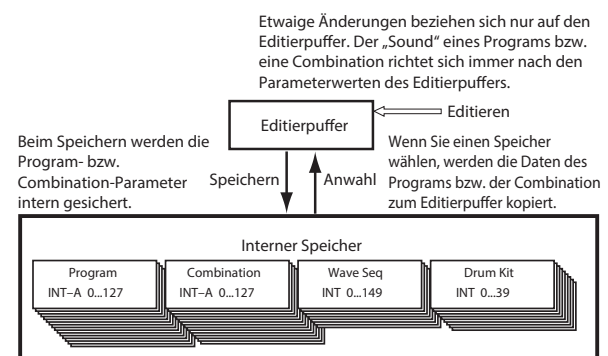 Etwaige Änderungen beziehen sich nur auf den
Editierpuffer. Der „Sound“ eines Programs bzw.
eine Combination richtet sich immer nach den
Parameterwerten des Editierpuffers.
Editierpuffer
Editieren
Beim Speichern werden die
Program- bzw.
Combination-Parameter
intern gesichert.
Speichern
Anwahl
Wenn Sie einen Speicher
wählen, werden die Daten des
Programs bzw. der Combination
zum Editierpuffer kopiert.
Interner Speicher
Program
INT–A 0...127
Combination
INT–A 0...127
Wave Seq
INT 0...149
Drum Kit
INT 0...39